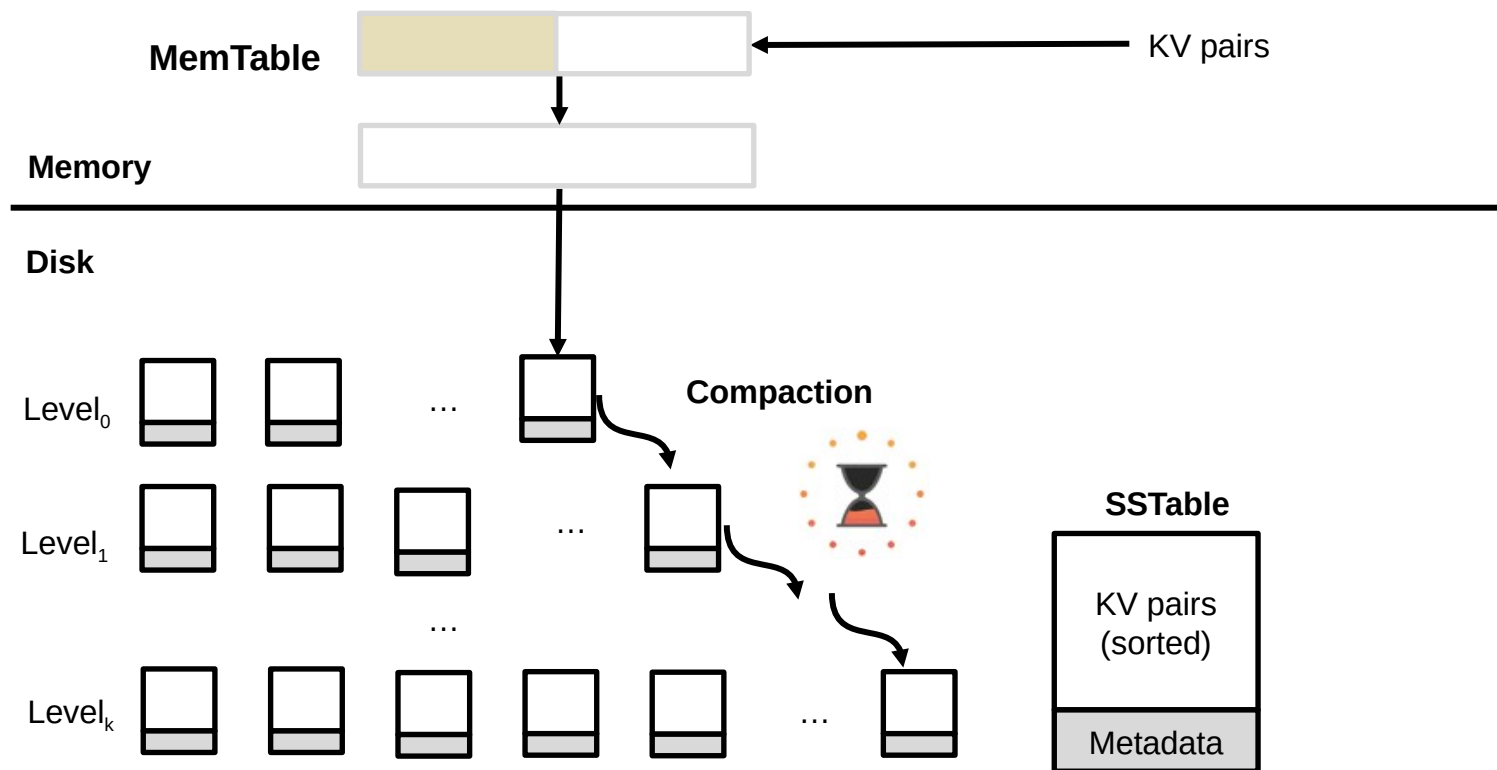 MemTable
KV pairs
Memory
Disk
Level₀
...
Compaction
Level₁
...
SSTable
KV pairs
(sorted)
...
Levelₖ
...
Metadata